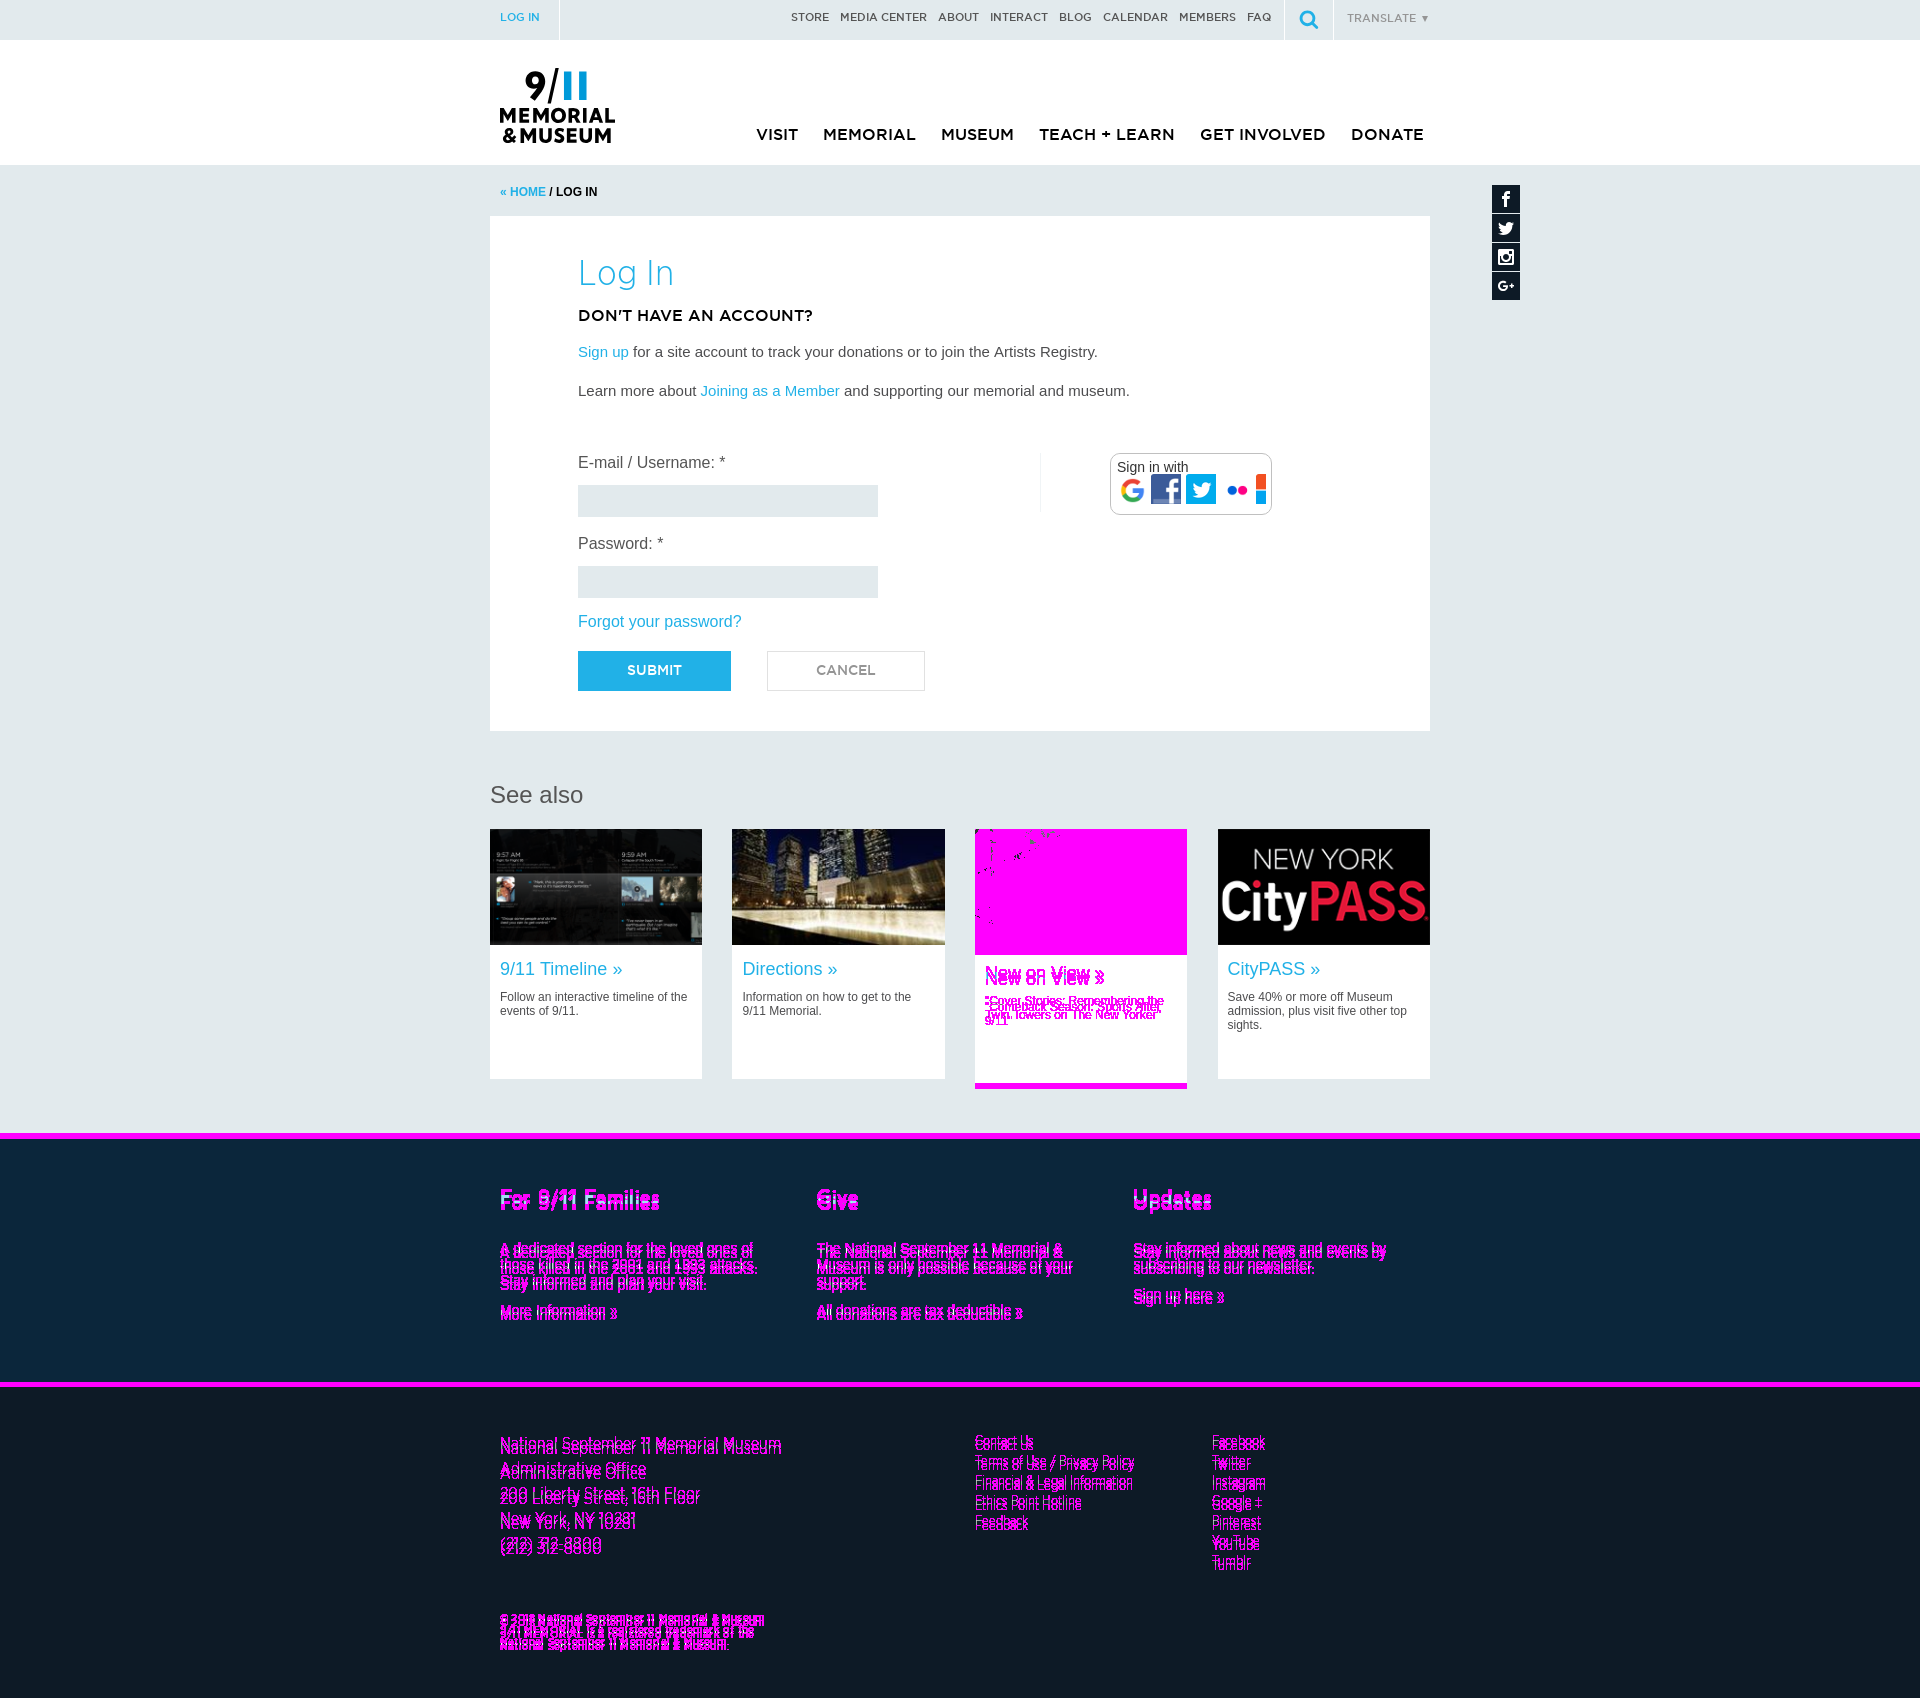 LOG IN
STORE MEDIA CENTER ABOUT INTERACT BLOG CALENDAR MEMBERS FAQ
TRANSLATE ▼
9/11
MEMORIAL
&MUSEUM
VISIT MEMORIAL MUSEUM TEACH + LEARN GET INVOLVED DONATE
« HOME / LOG IN
Log In
DON'T HAVE AN ACCOUNT?
Sign up for a site account to track your donations or to join the Artists Registry.
Learn more about Joining as a Member and supporting our memorial and museum.
E-mail / Username: *
Sign in with
Password: *
Forgot your password?
SUBMIT
CANCEL
See also
9:57 AM
9:59 AM
NEW YORK
CityPASS
9/11 Timeline »
Follow an interactive timeline of the
events of 9/11.
Directions »
Information on how to get to the
9/11 Memorial.
New on View »
"Cover Stories: Remembering the
Twin Towers on The New Yorker"
"Comeback Season: Sports After
9/11"
CityPASS »
Save 40% or more off Museum
admission, plus visit five other top
sights.
For 9/11 Families
A dedicated section for the loved ones of
those killed in the 2001 and 1993 attacks.
Stay informed and plan your visit.
More Information »
Give
The National September 11 Memorial &
Museum is only possible because of your
support.
All donations are tax deductible »
Updates
Stay informed about news and events by
subscribing to our newsletter.
Sign up here »
National September 11 Memorial Museum
Administrative Office
200 Liberty Street, 16th Floor
New York, NY 10281
(212) 312-8800
Contact Us
Terms of Use / Privacy Policy
Financial & Legal Information
Ethics Point Hotline
Feedback
Facebook
Twitter
Instagram
Google +
Pinterest
YouTube
Tumblr
National September 11 Memorial & Museum
9/11 MEMORIAL is a registered trademark of the
National September 11 Memorial & Museum.